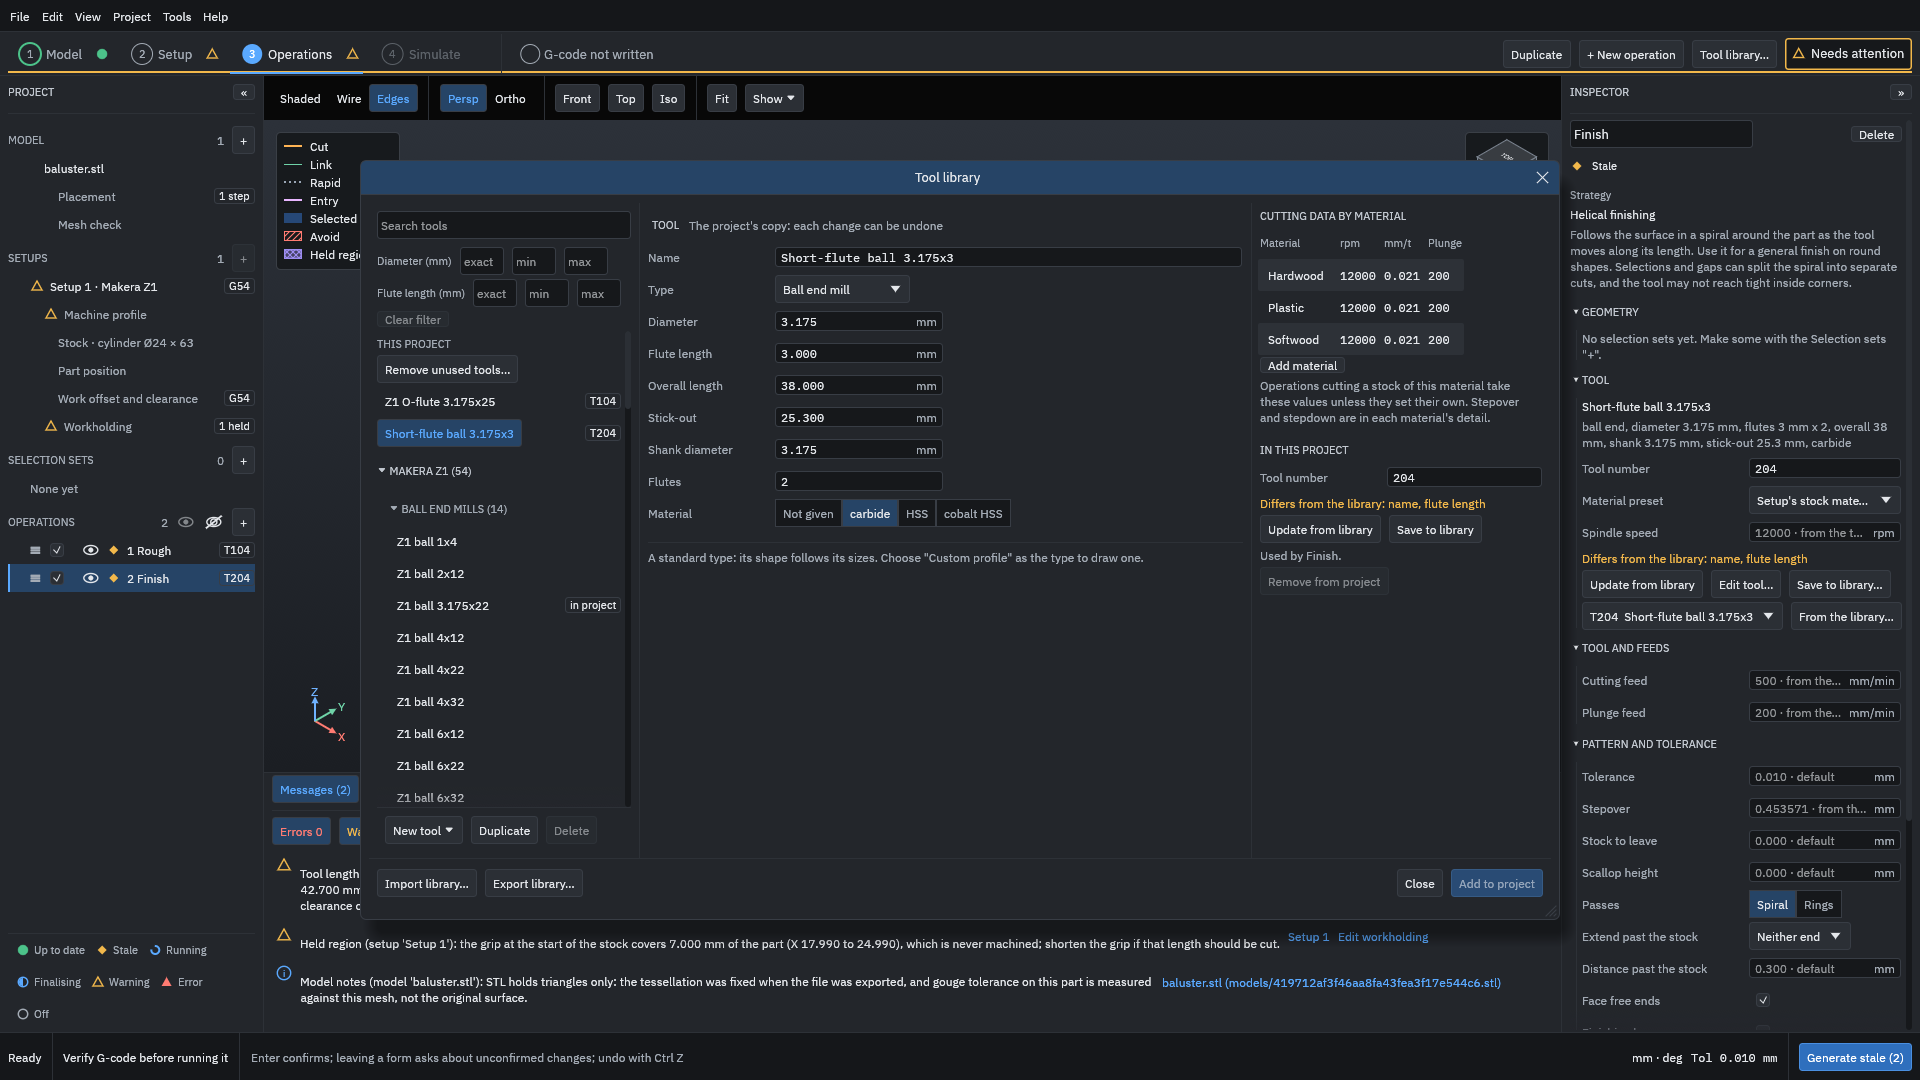 File Edit View Project Tools Help
1 Model 2 Setup 3 Operations 4 Simulate G-code not written Duplicate + New operation Tool library... Needs attention
PROJECT «
MODEL 1 +
baluster.stl
Placement 1 step
Mesh check
SETUPS 1 +
Setup 1 · Makera Z1 G54
Machine profile
Stock · cylinder Ø24 × 63
Part position
Work offset and clearance G54
Workholding 1 held
SELECTION SETS 0 +
None yet
OPERATIONS 2 +
1 Rough T104
2 Finish T204
Up to date Stale Running
Finalising Warning Error
Off
Shaded Wire Edges Persp Ortho Front Top Iso Fit Show
Cut
Link
Rapid
Entry
Selected
Avoid
Held regi
Z
Y
X
Tool library
Search tools
Diameter (mm) exact min max
Flute length (mm) exact min max
Clear filter
THIS PROJECT
Remove unused tools...
Z1 O-flute 3.175x25 T104
Short-flute ball 3.175x3 T204
MAKERA Z1 (54)
BALL END MILLS (14)
Z1 ball 1x4
Z1 ball 2x12
Z1 ball 3.175x22 in project
Z1 ball 4x12
Z1 ball 4x22
Z1 ball 4x32
Z1 ball 6x12
Z1 ball 6x22
Z1 ball 6x32
New tool Duplicate Delete
Import library... Export library...
TOOL The project's copy: each change can be undone
Name Short-flute ball 3.175x3
Type Ball end mill
Diameter 3.175 mm
Flute length 3.000 mm
Overall length 38.000 mm
Stick-out 25.300 mm
Shank diameter 3.175 mm
Flutes 2
Material Not given carbide HSS cobalt HSS
A standard type: its shape follows its sizes. Choose "Custom profile" as the type to draw one.
CUTTING DATA BY MATERIAL
Material rpm mm/t Plunge
Hardwood 12000 0.021 200
Plastic 12000 0.021 200
Softwood 12000 0.021 200
Add material
Operations cutting a stock of this material take
these values unless they set their own. Stepover
and stepdown are in each material's detail.
IN THIS PROJECT
Tool number 204
Differs from the library: name, flute length
Update from library Save to library
Used by Finish.
Remove from project
Close Add to project
Messages (2)
Errors 0 Wa
Tool length
42.700 mm
clearance c
Held region (setup 'Setup 1'): the grip at the start of the stock covers 7.000 mm of the part (X 17.990 to 24.990), which is never machined; shorten the grip if that length should be cut. Setup 1 Edit workholding
Model notes (model 'baluster.stl'): STL holds triangles only: the tessellation was fixed when the file was exported, and gouge tolerance on this part is measured baluster.stl (models/419712af3f46aa8fa43fea3f17e544c6.stl)
against this mesh, not the original surface.
INSPECTOR »
Finish Delete
Stale
Strategy
Helical finishing
Follows the surface in a spiral around the part as the tool
moves along its length. Use it for a general finish on round
shapes. Selections and gaps can split the spiral into separate
cuts, and the tool may not reach tight inside corners.
GEOMETRY
No selection sets yet. Make some with the Selection sets
"+".
TOOL
Short-flute ball 3.175x3
ball end, diameter 3.175 mm, flutes 3 mm x 2, overall 38
mm, shank 3.175 mm, stick-out 25.3 mm, carbide
Tool number 204
Material preset Setup's stock mate...
Spindle speed 12000 · from the t... rpm
Differs from the library: name, flute length
Update from library Edit tool... Save to library...
T204 Short-flute ball 3.175x3 From the library...
TOOL AND FEEDS
Cutting feed 500 · from the... mm/min
Plunge feed 200 · from the... mm/min
PATTERN AND TOLERANCE
Tolerance 0.010 · default mm
Stepover 0.453571 · from th... mm
Stock to leave 0.000 · default mm
Scallop height 0.000 · default mm
Passes Spiral Rings
Extend past the stock Neither end
Distance past the stock 0.300 · default mm
Face free ends
Ready Verify G-code before running it Enter confirms; leaving a form asks about unconfirmed changes; undo with Ctrl Z mm · deg Tol 0.010 mm Generate stale (2)